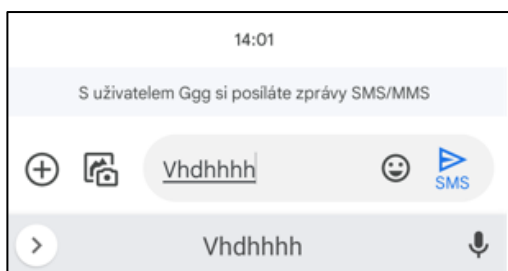 14:01
S uživatelem Ggg si posíláte zprávy SMS/MMS
Vhdhhhh
SMS
Vhdhhhh